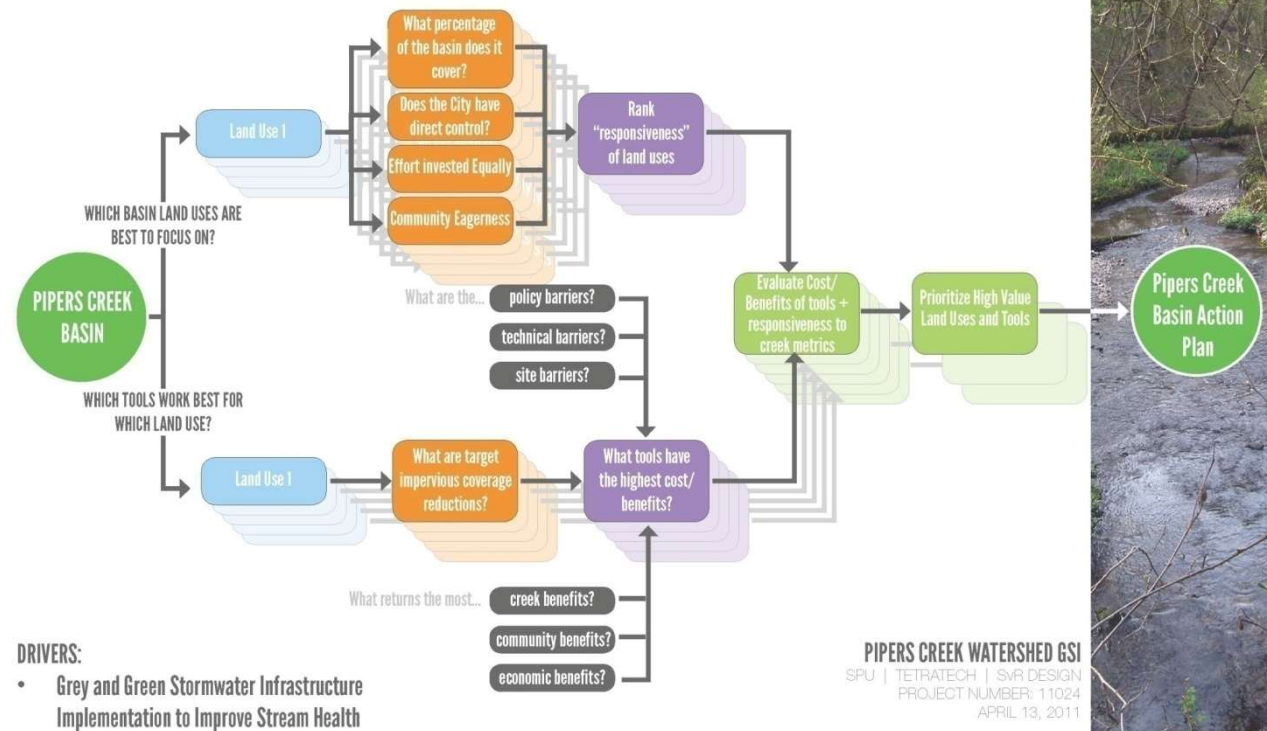 What percentage
of the basin does it
cover?
Does the City have
direct control?
Effort invested Equally
Community Eagerness
Land Use 1
Rank
“responsiveness”
of land uses
WHICH BASIN LAND USES ARE
BEST TO FOCUS ON?
PIPERS CREEK
BASIN
What are the...
policy barriers?
technical barriers?
site barriers?
Evaluate Cost/
Benefits of tools +
responsiveness to
creek metrics
Prioritize High Value
Land Uses and Tools
Pipers Creek
Basin Action
Plan
WHICH TOOLS WORK BEST FOR
WHICH LAND USE?
Land Use 1
What are target
impervious coverage
reductions?
What tools have
the highest cost/
benefits?
What returns the most...
creek benefits?
community benefits?
economic benefits?
DRIVERS:
• Grey and Green Stormwater Infrastructure
Implementation to Improve Stream Health
PIPERS CREEK WATERSHED GSI
SPU | TETRATECH | SvR DESIGN
PROJECT NUMBER: 11024
APRIL 13, 2011